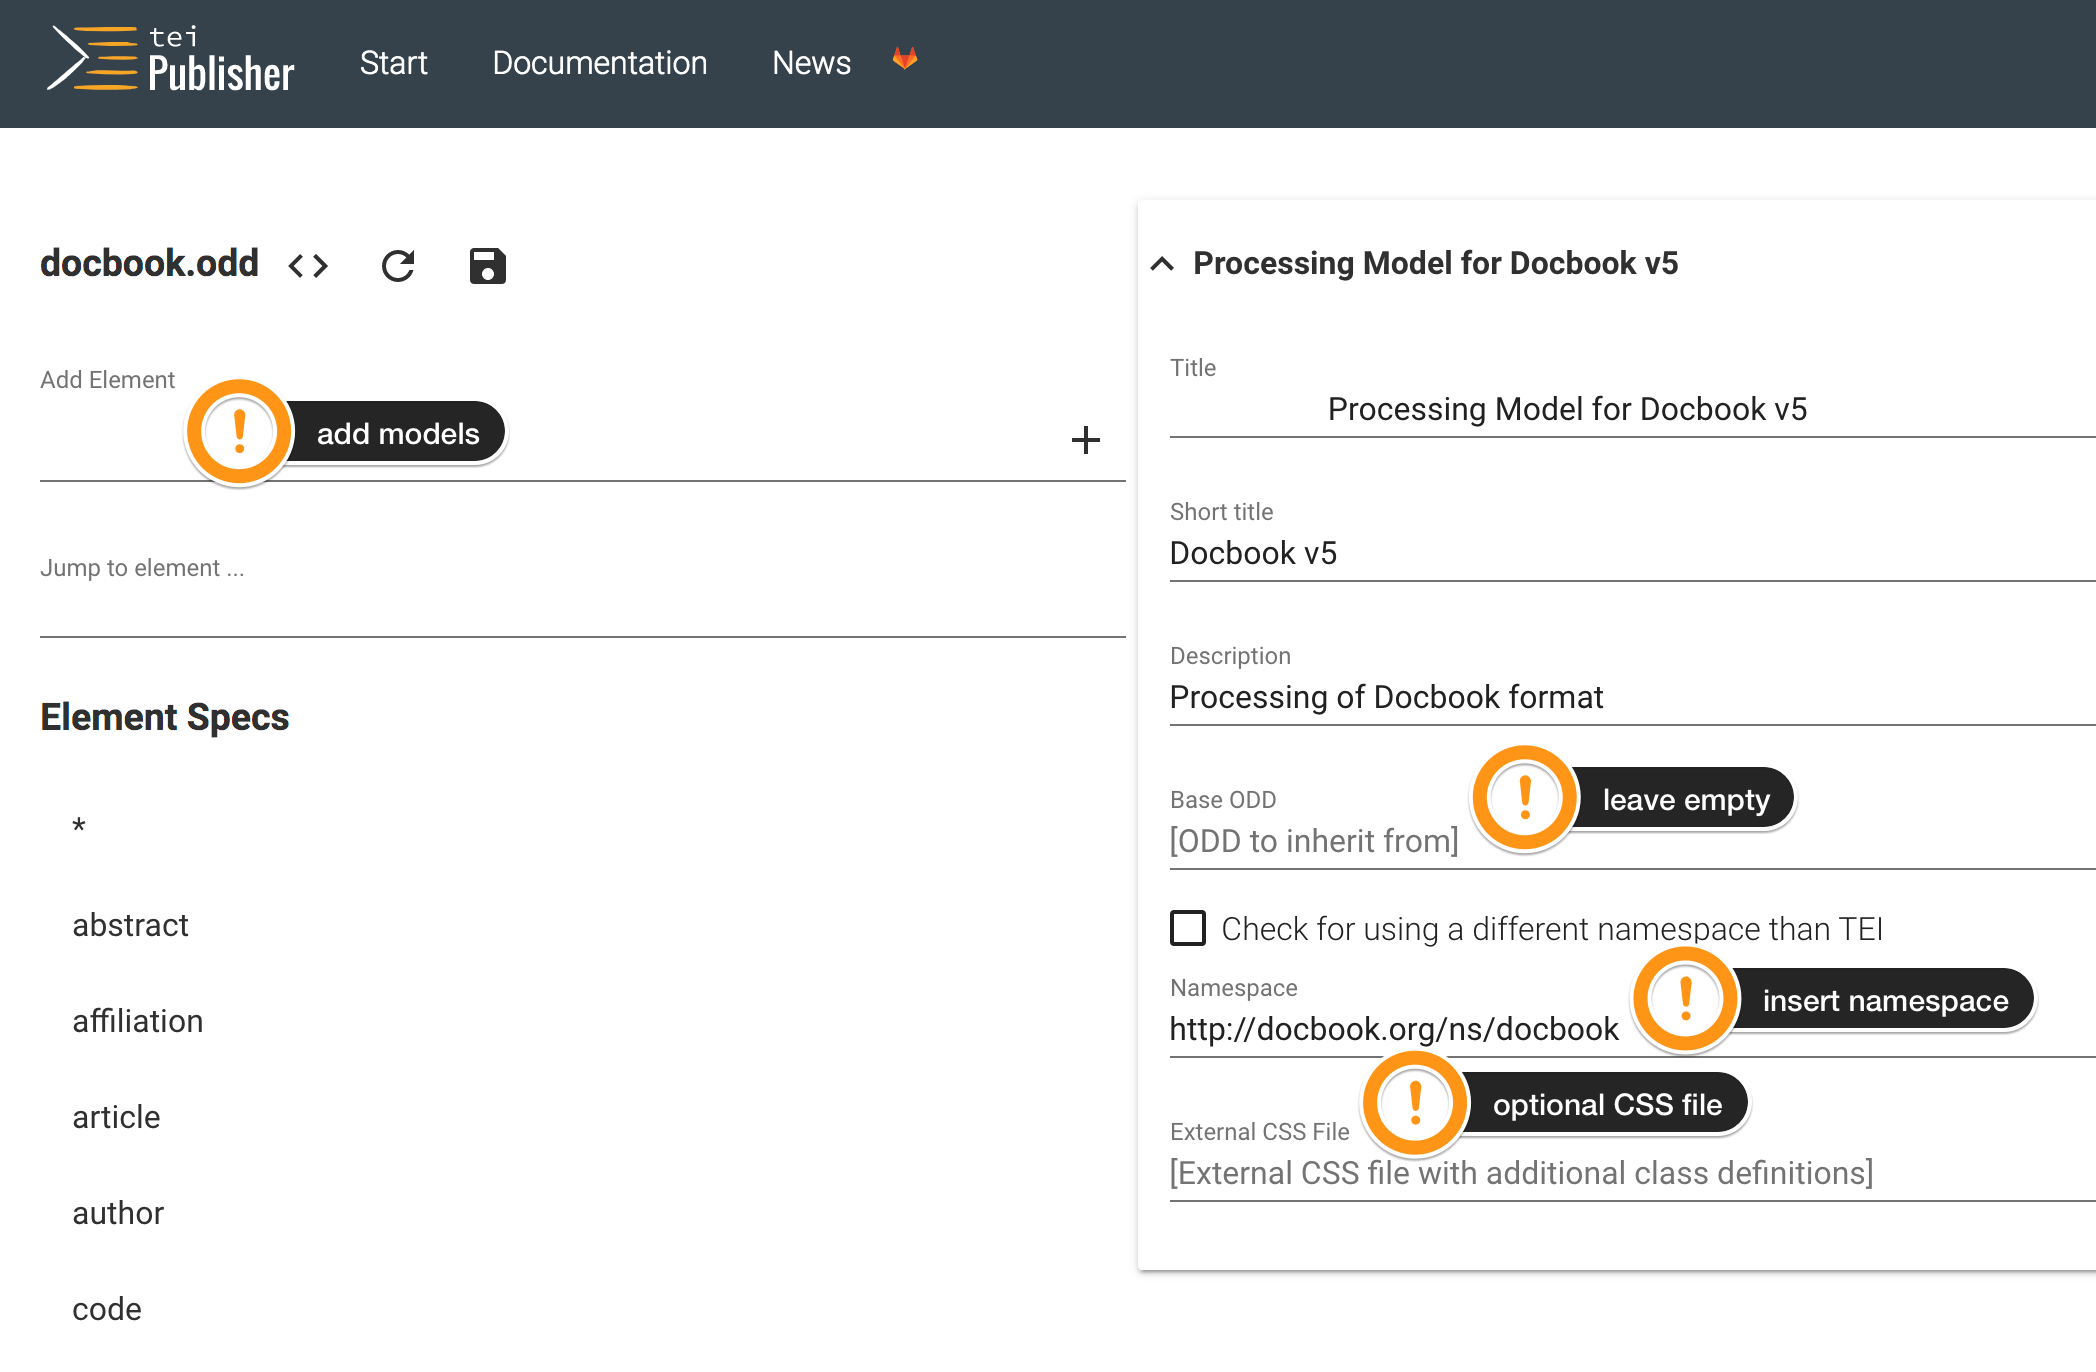 tei
Publisher
Start
Documentation
News
docbook.odd
Add Element
add models
Jump to element ...
Element Specs
*
abstract
affiliation
article
author
code
Processing Model for Docbook v5
Title
Processing Model for Docbook v5
Short title
Docbook v5
Description
Processing of Docbook format
Base ODD
leave empty
[ODD to inherit from]
Check for using a different namespace than TEI
Namespace
insert namespace
http://docbook.org/ns/docbook
optional CSS file
External CSS File
[External CSS file with additional class definitions]